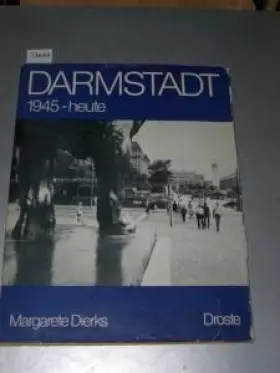 DARMSTADT
1945-heute
Margarete Dierks Droste